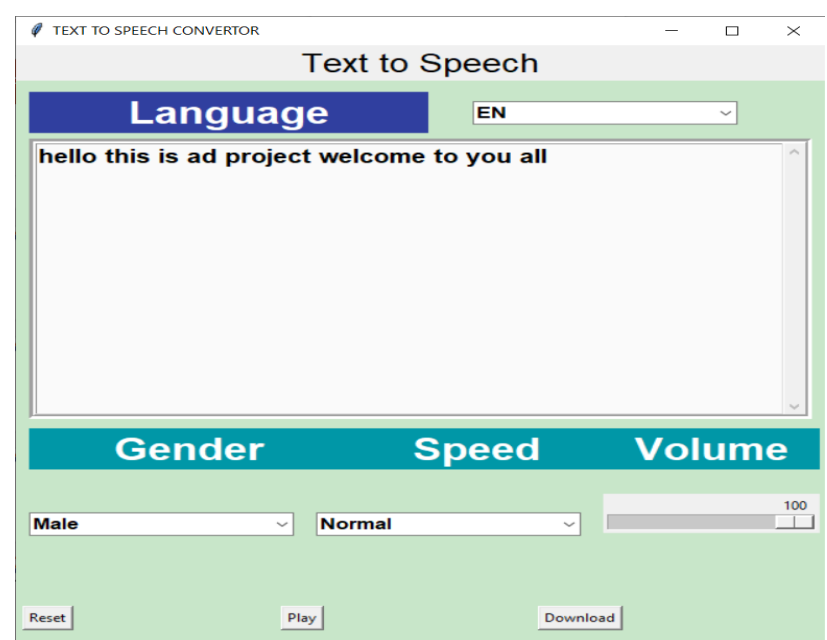 TEXT TO SPEECH CONVERTOR
Text to Speech
Language EN
hello this is ad project welcome to you all
Gender Speed Volume
100
Male Normal
Reset Play Download